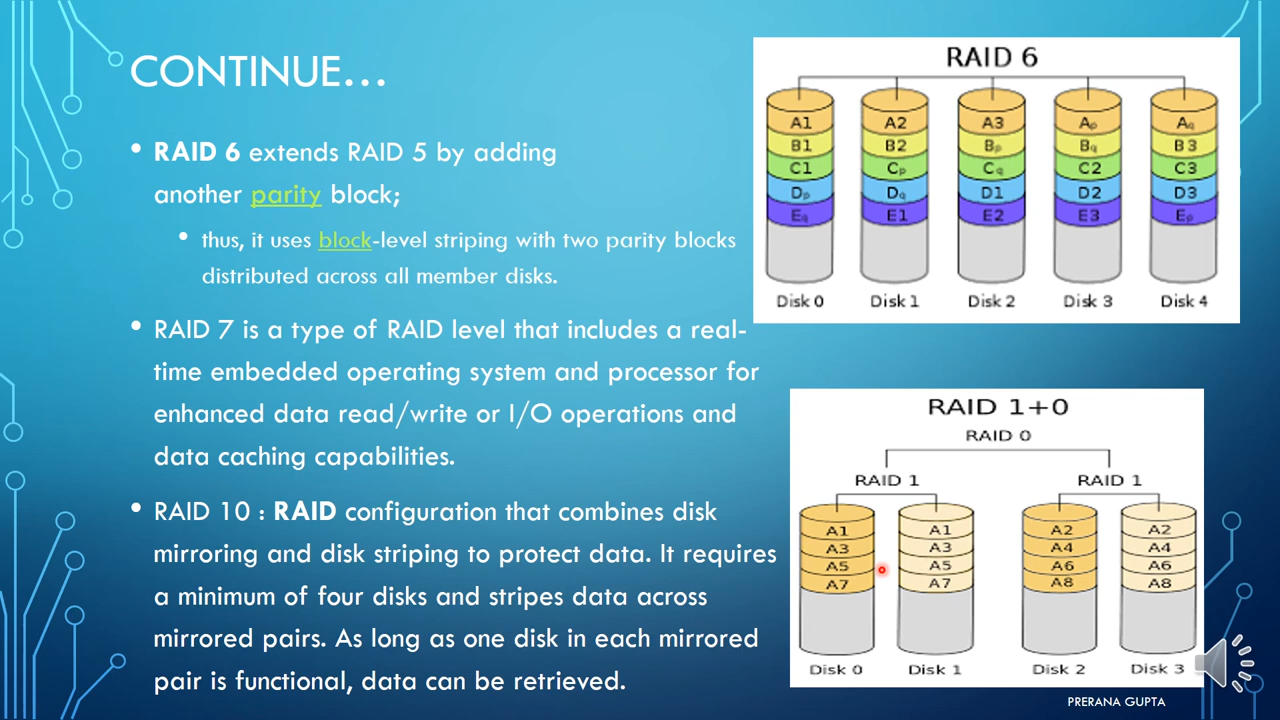 CONTINUE...
• RAID 6 extends RAID 5 by adding
another parity block;
• thus, it uses block-level striping with two parity blocks
distributed across all member disks.
• RAID 7 is a type of RAID level that includes a real-
time embedded operating system and processor for
enhanced data read/write or I/O operations and
data caching capabilities.
• RAID 10 : RAID configuration that combines disk
mirroring and disk striping to protect data. It requires
a minimum of four disks and stripes data across
mirrored pairs. As long as one disk in each mirrored
pair is functional, data can be retrieved.
RAID 6
A1 A2 A3 Ap Aq
B1 B2 Bp Bq B3
C1 Cp Cq C2 C3
Dp Dq D1 D2 D3
Eq E1 E2 E3 Ep
Disk 0 Disk 1 Disk 2 Disk 3 Disk 4
RAID 1+0
RAID 0
RAID 1 RAID 1
A1 A1 A2 A2
A3 A3 A4 A4
A5 A5 A6 A6
A7 A7 A8 A8
Disk 0 Disk 1 Disk 2 Disk 3
PRERANA GUPTA